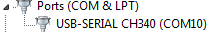 Ports (COM & LPT)
USB-SERIAL CH340 (COM10)